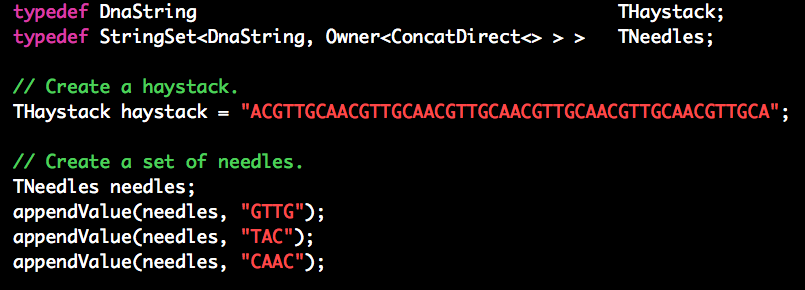 typedef DnaString THaystack;
typedef StringSet<DnaString, Owner<ConcatDirect<> > > TNeedles;
// Create a haystack.
THaystack haystack = "ACGTTGCAACGTTGCAACGTTGCAACGTTGCAACGTTGCAACGTTGCA";
// Create a set of needles.
TNeedles needles;
appendValue(needles, "GTTG");
appendValue(needles, "TAC");
appendValue(needles, "CAAC");